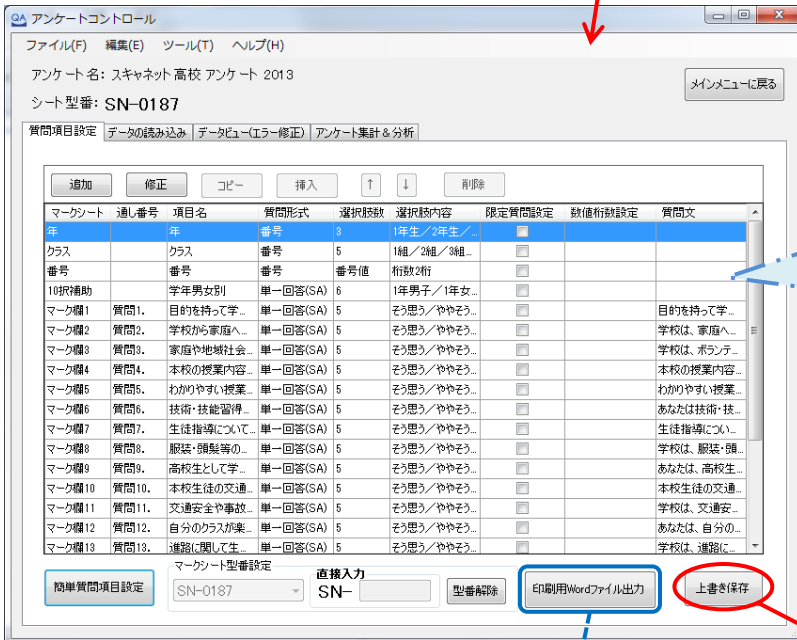 QA アンケートコントロール
ファイル(F) 編集(E) ツール(T) ヘルプ(H)
アンケート名: スキャネット高校 アンケート 2013
メインメニューに戻る
シート型番: SN-0187
質問項目設定 データの読み込み データビュー(エラー修正) アンケート集計&分析
追加 修正 コピー 挿入 ↑ ↓ 削除
マークシート 通し番号 項目名 質問形式 選択肢数 選択肢内容 限定質問設定 数値桁数設定 質問文
年 年 番号 3 1年生／2年生／...
クラス クラス 番号 5 1組／2組／3組...
番号 番号 番号 番号値 桁数2桁
10択補助 学年男女別 単一回答(SA) 6 1年男子／1年女...
マーク欄1 質問1. 目的を持って学... 単一回答(SA) 5 そう思う／ややそう... 目的を持って学...
マーク欄2 質問2. 学校から家庭へ... 単一回答(SA) 5 そう思う／ややそう... 学校は、家庭へ...
マーク欄3 質問3. 家庭や地域社会... 単一回答(SA) 5 そう思う／ややそう... 学校は、ボランテ...
マーク欄4 質問4. 本校の授業内容... 単一回答(SA) 5 そう思う／ややそう... 本校の授業内容...
マーク欄5 質問5. わかりやすい授業... 単一回答(SA) 5 そう思う／ややそう... わかりやすい授業...
マーク欄6 質問6. 技術・技能習得... 単一回答(SA) 5 そう思う／ややそう... あなたは技術・技...
マーク欄7 質問7. 生徒指導について... 単一回答(SA) 5 そう思う／ややそう... 生徒指導につい...
マーク欄8 質問8. 服装・頭髪等の... 単一回答(SA) 5 そう思う／ややそう... 学校は、服装・頭...
マーク欄9 質問9. 高校生として学... 単一回答(SA) 5 そう思う／ややそう... あなたは、高校生...
マーク欄10 質問10. 本校生徒の交通... 単一回答(SA) 5 そう思う／ややそう... 本校生徒の交通...
マーク欄11 質問11. 交通安全や事故... 単一回答(SA) 5 そう思う／ややそう... 学校は、交通安...
マーク欄12 質問12. 自分のクラスが楽... 単一回答(SA) 5 そう思う／ややそう... あなたは、自分の...
マーク欄13 質問13. 進路に関して生... 単一回答(SA) 5 そう思う／ややそう... 学校は、進路に...
マークシート型番設定
直接入力
簡単質問項目設定 SN-0187 SN- 型番解除 印刷用Wordファイル出力 上書き保存